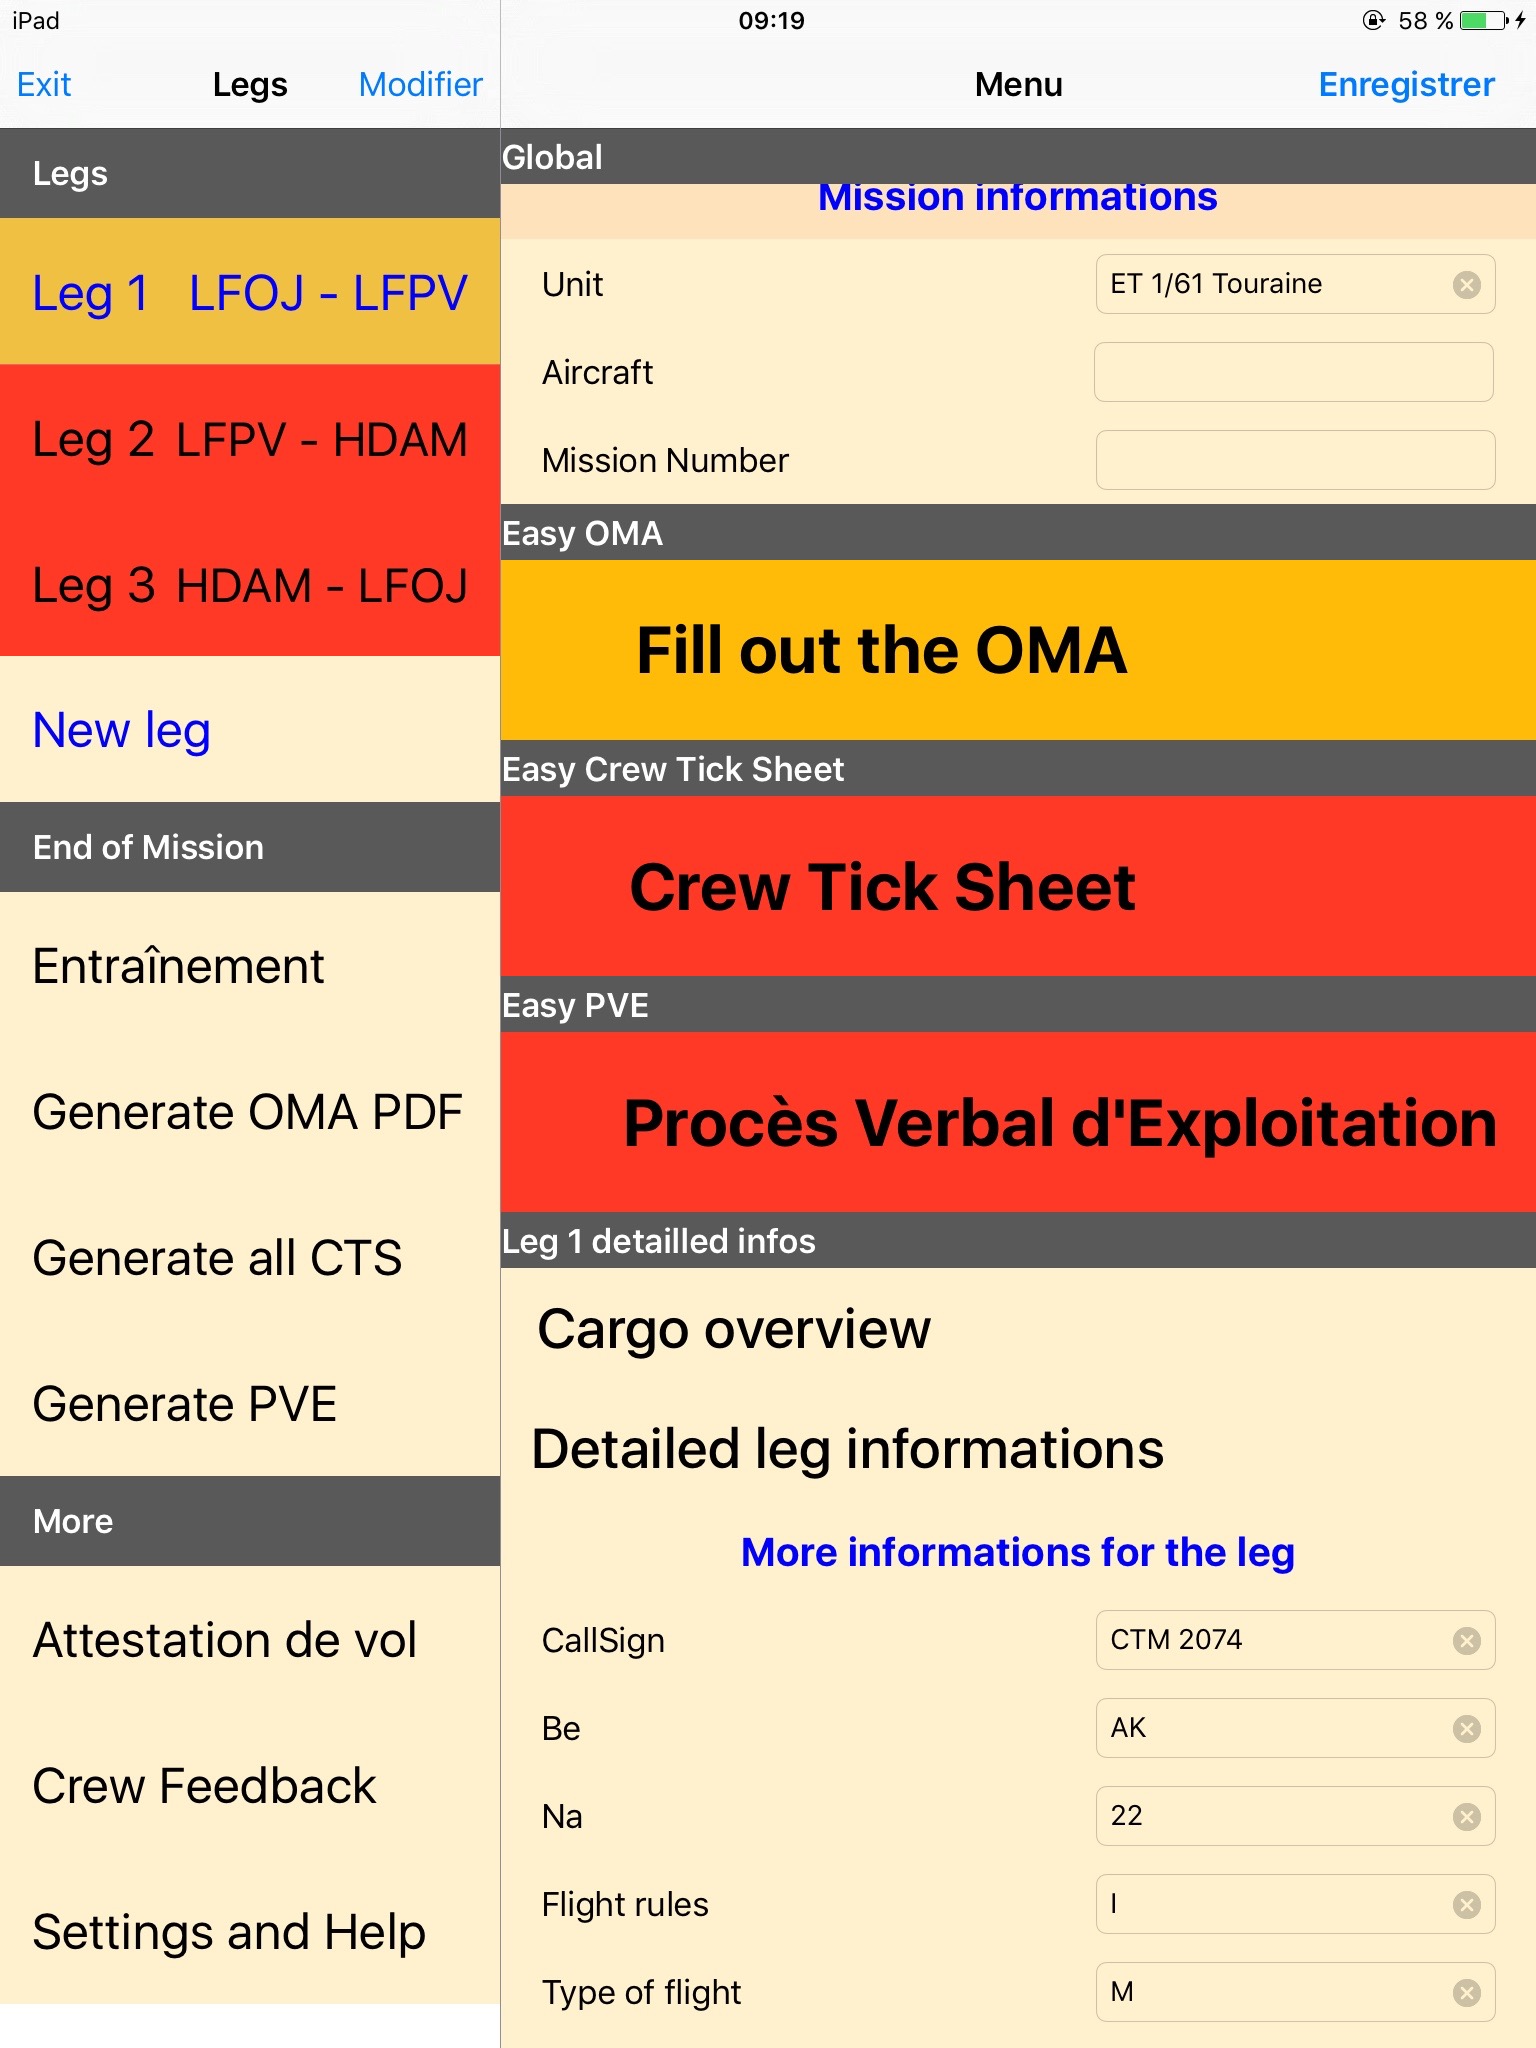 iPad
09:19
58 %
Exit
Legs
Modifier
Legs
Leg 1 LFOJ - LFPV
Leg 2 LFPV - HDAM
Leg 3 HDAM - LFOJ
New leg
End of Mission
Entraînement
Generate OMA PDF
Generate all CTS
Generate PVE
More
Attestation de vol
Crew Feedback
Settings and Help
Menu
Enregistrer
Global
Mission informations
Unit ET 1/61 Touraine
Aircraft
Mission Number
Easy OMA
Fill out the OMA
Easy Crew Tick Sheet
Crew Tick Sheet
Easy PVE
Procès Verbal d'Exploitation
Leg 1 detailled infos
Cargo overview
Detailed leg informations
More informations for the leg
CallSign CTM 2074
Be AK
Na 22
Flight rules I
Type of flight M